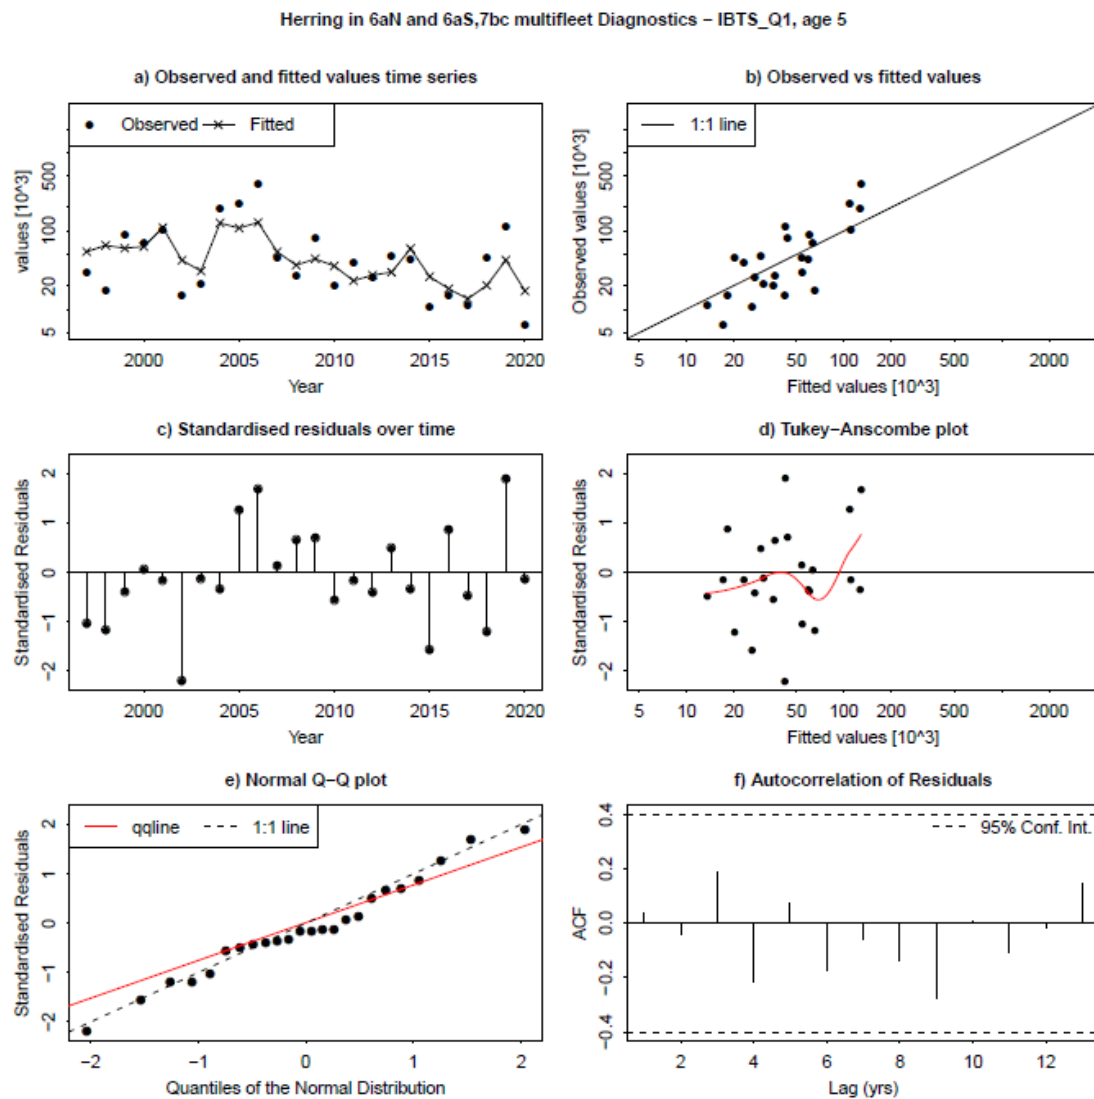 Herring in 6aN and 6aS,7bc multifleet Diagnostics − IBTS_Q1, age 5
a) Observed and fitted values time series
values [10^3]
500
100
20
5
Observed
Fitted
2000
2005
2010
2015
2020
Year
b) Observed vs fitted values
Observed values [10^3]
500
100
20
5
1:1 line
5
10
20
50
100
200
500
2000
Fitted values [10^3]
c) Standardised residuals over time
Standardised Residuals
2
1
0
−1
−2
2000
2005
2010
2015
2020
Year
d) Tukey−Anscombe plot
Standardised Residuals
2
1
0
−1
−2
5
10
20
50
100
200
500
2000
Fitted values [10^3]
e) Normal Q−Q plot
Standardised Residuals
2
1
0
−1
−2
qqline
1:1 line
−2
−1
0
1
2
Quantiles of the Normal Distribution
f) Autocorrelation of Residuals
ACF
0.4
0.2
0.0
−0.2
−0.4
95% Conf. Int.
2
4
6
8
10
12
Lag (yrs)